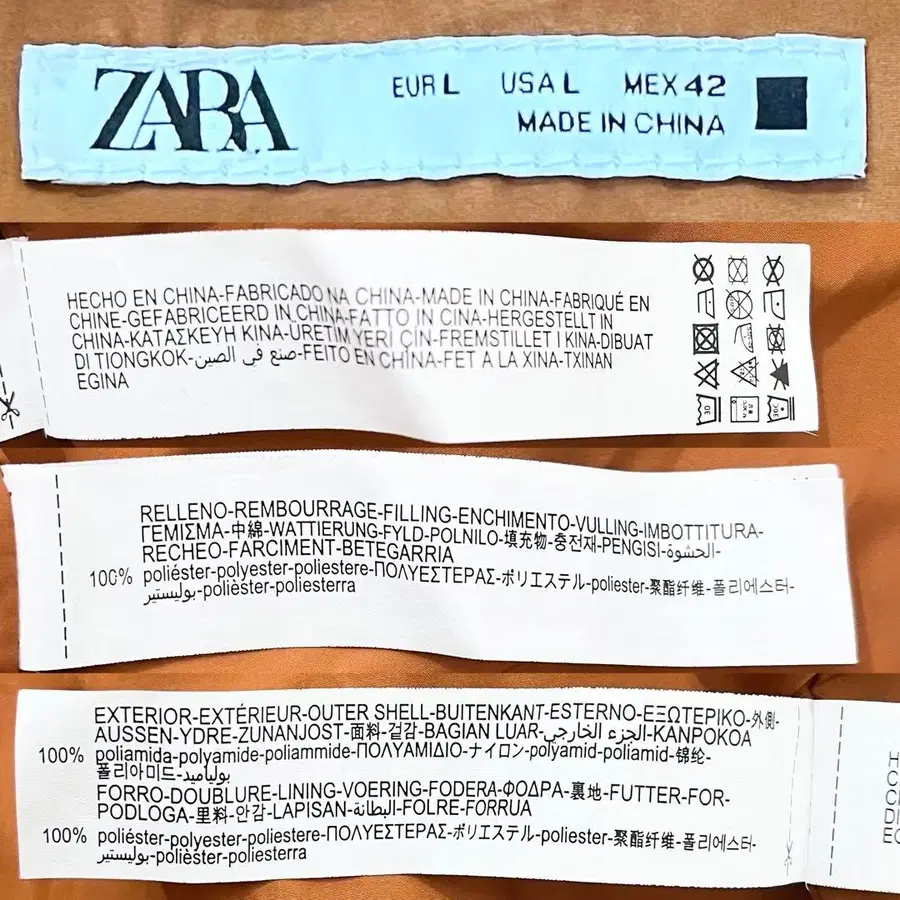 ZARA
EUR L USA L MEX 42
MADE IN CHINA
HECHO EN CHINA-FABRICADO NA CHINA-MADE IN CHINA-FABRIQUÉ EN
CHINE-GEFABRICEERD IN CHINA-FATTO IN CINA-HERGESTELLT IN
CHINA-ΚΑΤΑΣΚΕΥΗ ΚΙΝΑ-ÜRETIM YERI ÇIN-FREMSTILLET I KINA-DIBUAT
DI TIONGKOK-صنع في الصين-FEITO EN CHINA-FET A LA XINA-TXINAN
EGINA
RELLENO-REMBOURRAGE-FILLING-ENCHIMENTO-VULLING-IMBOTTITURA-
ΓΕΜΙΣΜΑ-中綿-WATTIERUNG-FYLD-POLNILO-填充物-충전재-PENGISI-الحشوة-
RECHEO-FARCIMENT-BETEGARRIA
100% poliéster-polyester-poliestere-ΠΟΛΥΕΣΤΕΡΑΣ-ポリエステル-poliester-聚酯纤维-폴리에스터-
بوليستير-polièster-poliesterra
EXTERIOR-EXTÉRIEUR-OUTER SHELL-BUITENKANT-ESTERNO-ΕΞΩΤΕΡΙΚΟ-外側-
AUSSEN-YDRE-ZUNANJOST-面料-겉감-BAGIAN LUAR-الجزء الخارجي-KANPOKOA
100% poliamida-polyamide-poliammide-ΠΟΛΥΑΜΙΔΙΟ-ナイロン-polyamid-poliamid-锦纶-
폴리아미드-بولياميد
FORRO-DOUBLURE-LINING-VOERING-FODERA-ΦΟΔΡΑ-裏地-FUTTER-FOR-
PODLOGA-里料-안감-LAPISAN-البطانة-FOLRE-FORRUA
100% poliéster-polyester-poliestere-ΠΟΛΥΕΣΤΕΡΑΣ-ポリエステル-poliester-聚酯纤维-폴리에스터-
بوليستير-polièster-poliesterra